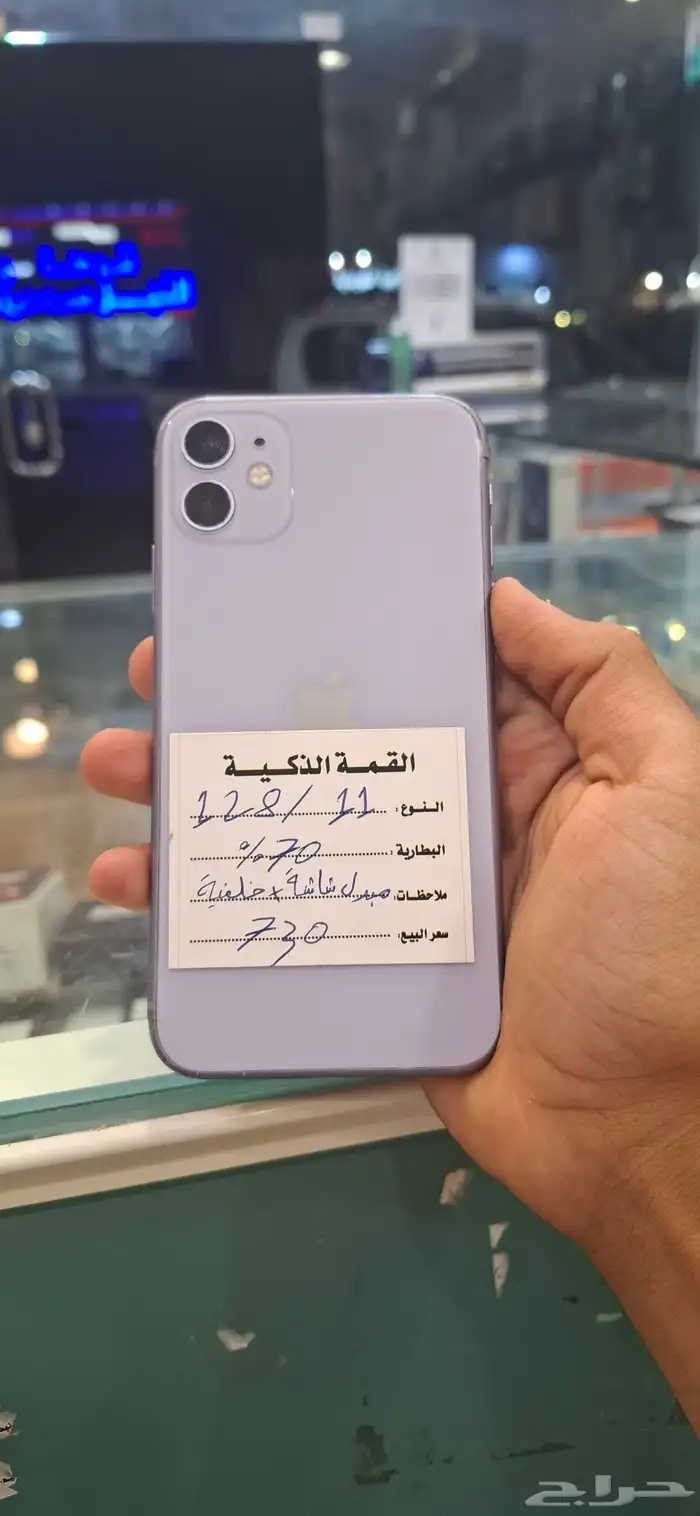 القمة الذكية
النوع: 11 / 128
البطارية: 70%
ملاحظات: مبدل شاشة + خلفية
سعر البيع: 730
حراج